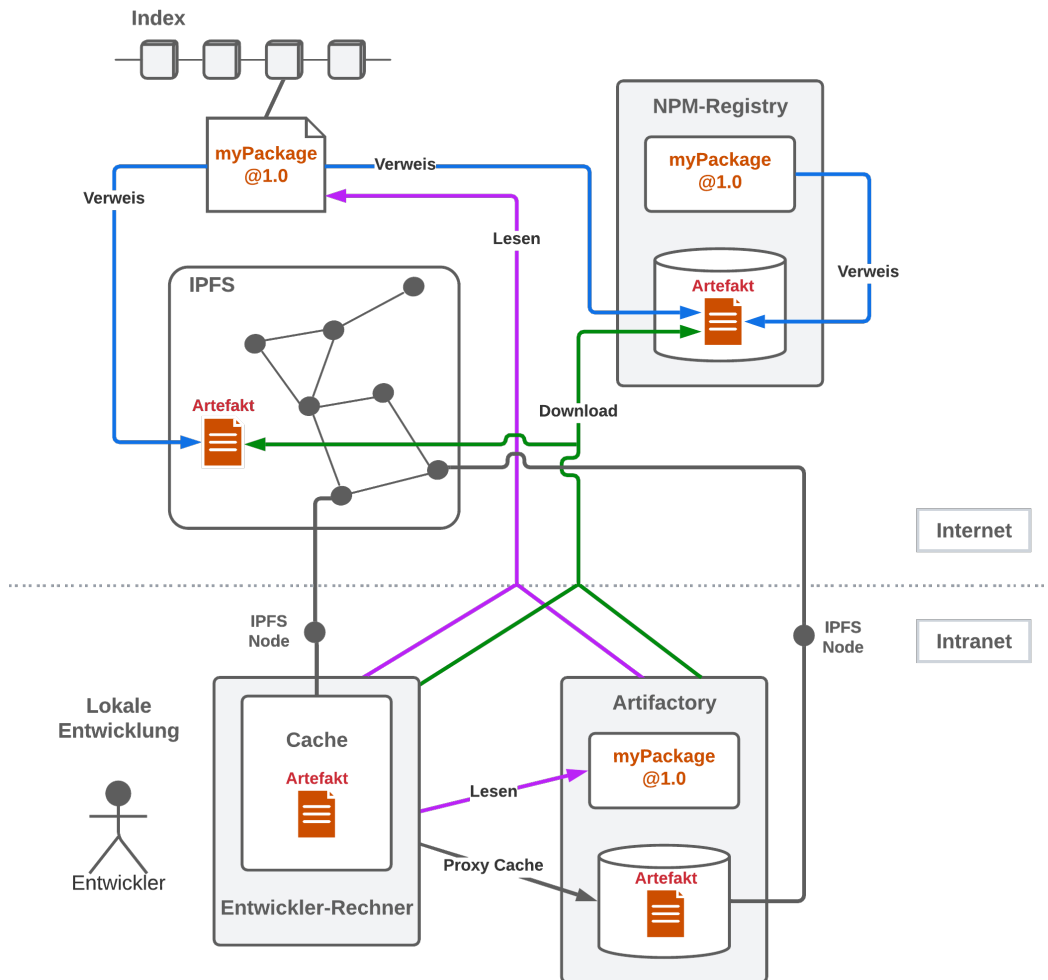 Index
NPM-Registry
myPackage
@1.0
Verweis
Verweis
myPackage
@1.0
Lesen
Verweis
IPFS
Artefakt
Artefakt
Download
Internet
IPFS
Node
IPFS
Node
Intranet
Lokale
Entwicklung
Cache
Artefakt
Entwickler
Entwickler-Rechner
Artifactory
myPackage
@1.0
Lesen
Proxy Cache
Artefakt